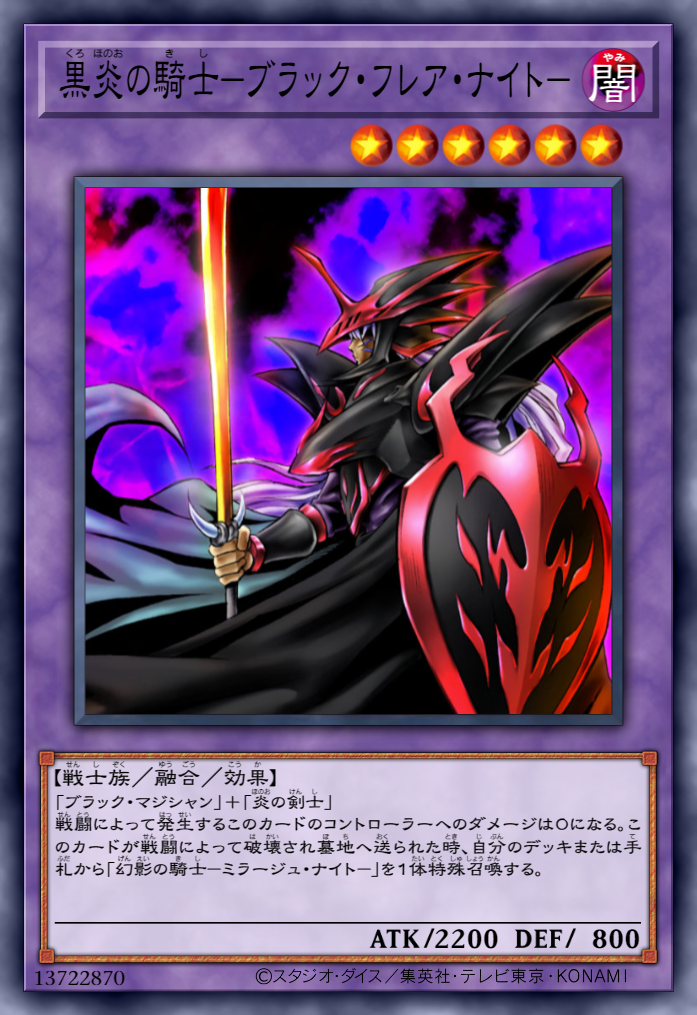 黒炎の騎士－ブラック・フレア・ナイト－
闇
【戦士族／融合／効果】
「ブラック・マジシャン」＋「炎の剣士」
戦闘によって発生するこのカードのコントローラーへのダメージは０になる。こ
のカードが戦闘によって破壊され墓地へ送られた時、自分のデッキまたは手
札から「幻影の騎士－ミラージュ・ナイト－」を１体特殊召喚する。
ATK/2200 DEF/ 800
13722870 ©スタジオ・ダイス／集英社・テレビ東京・KONAMI